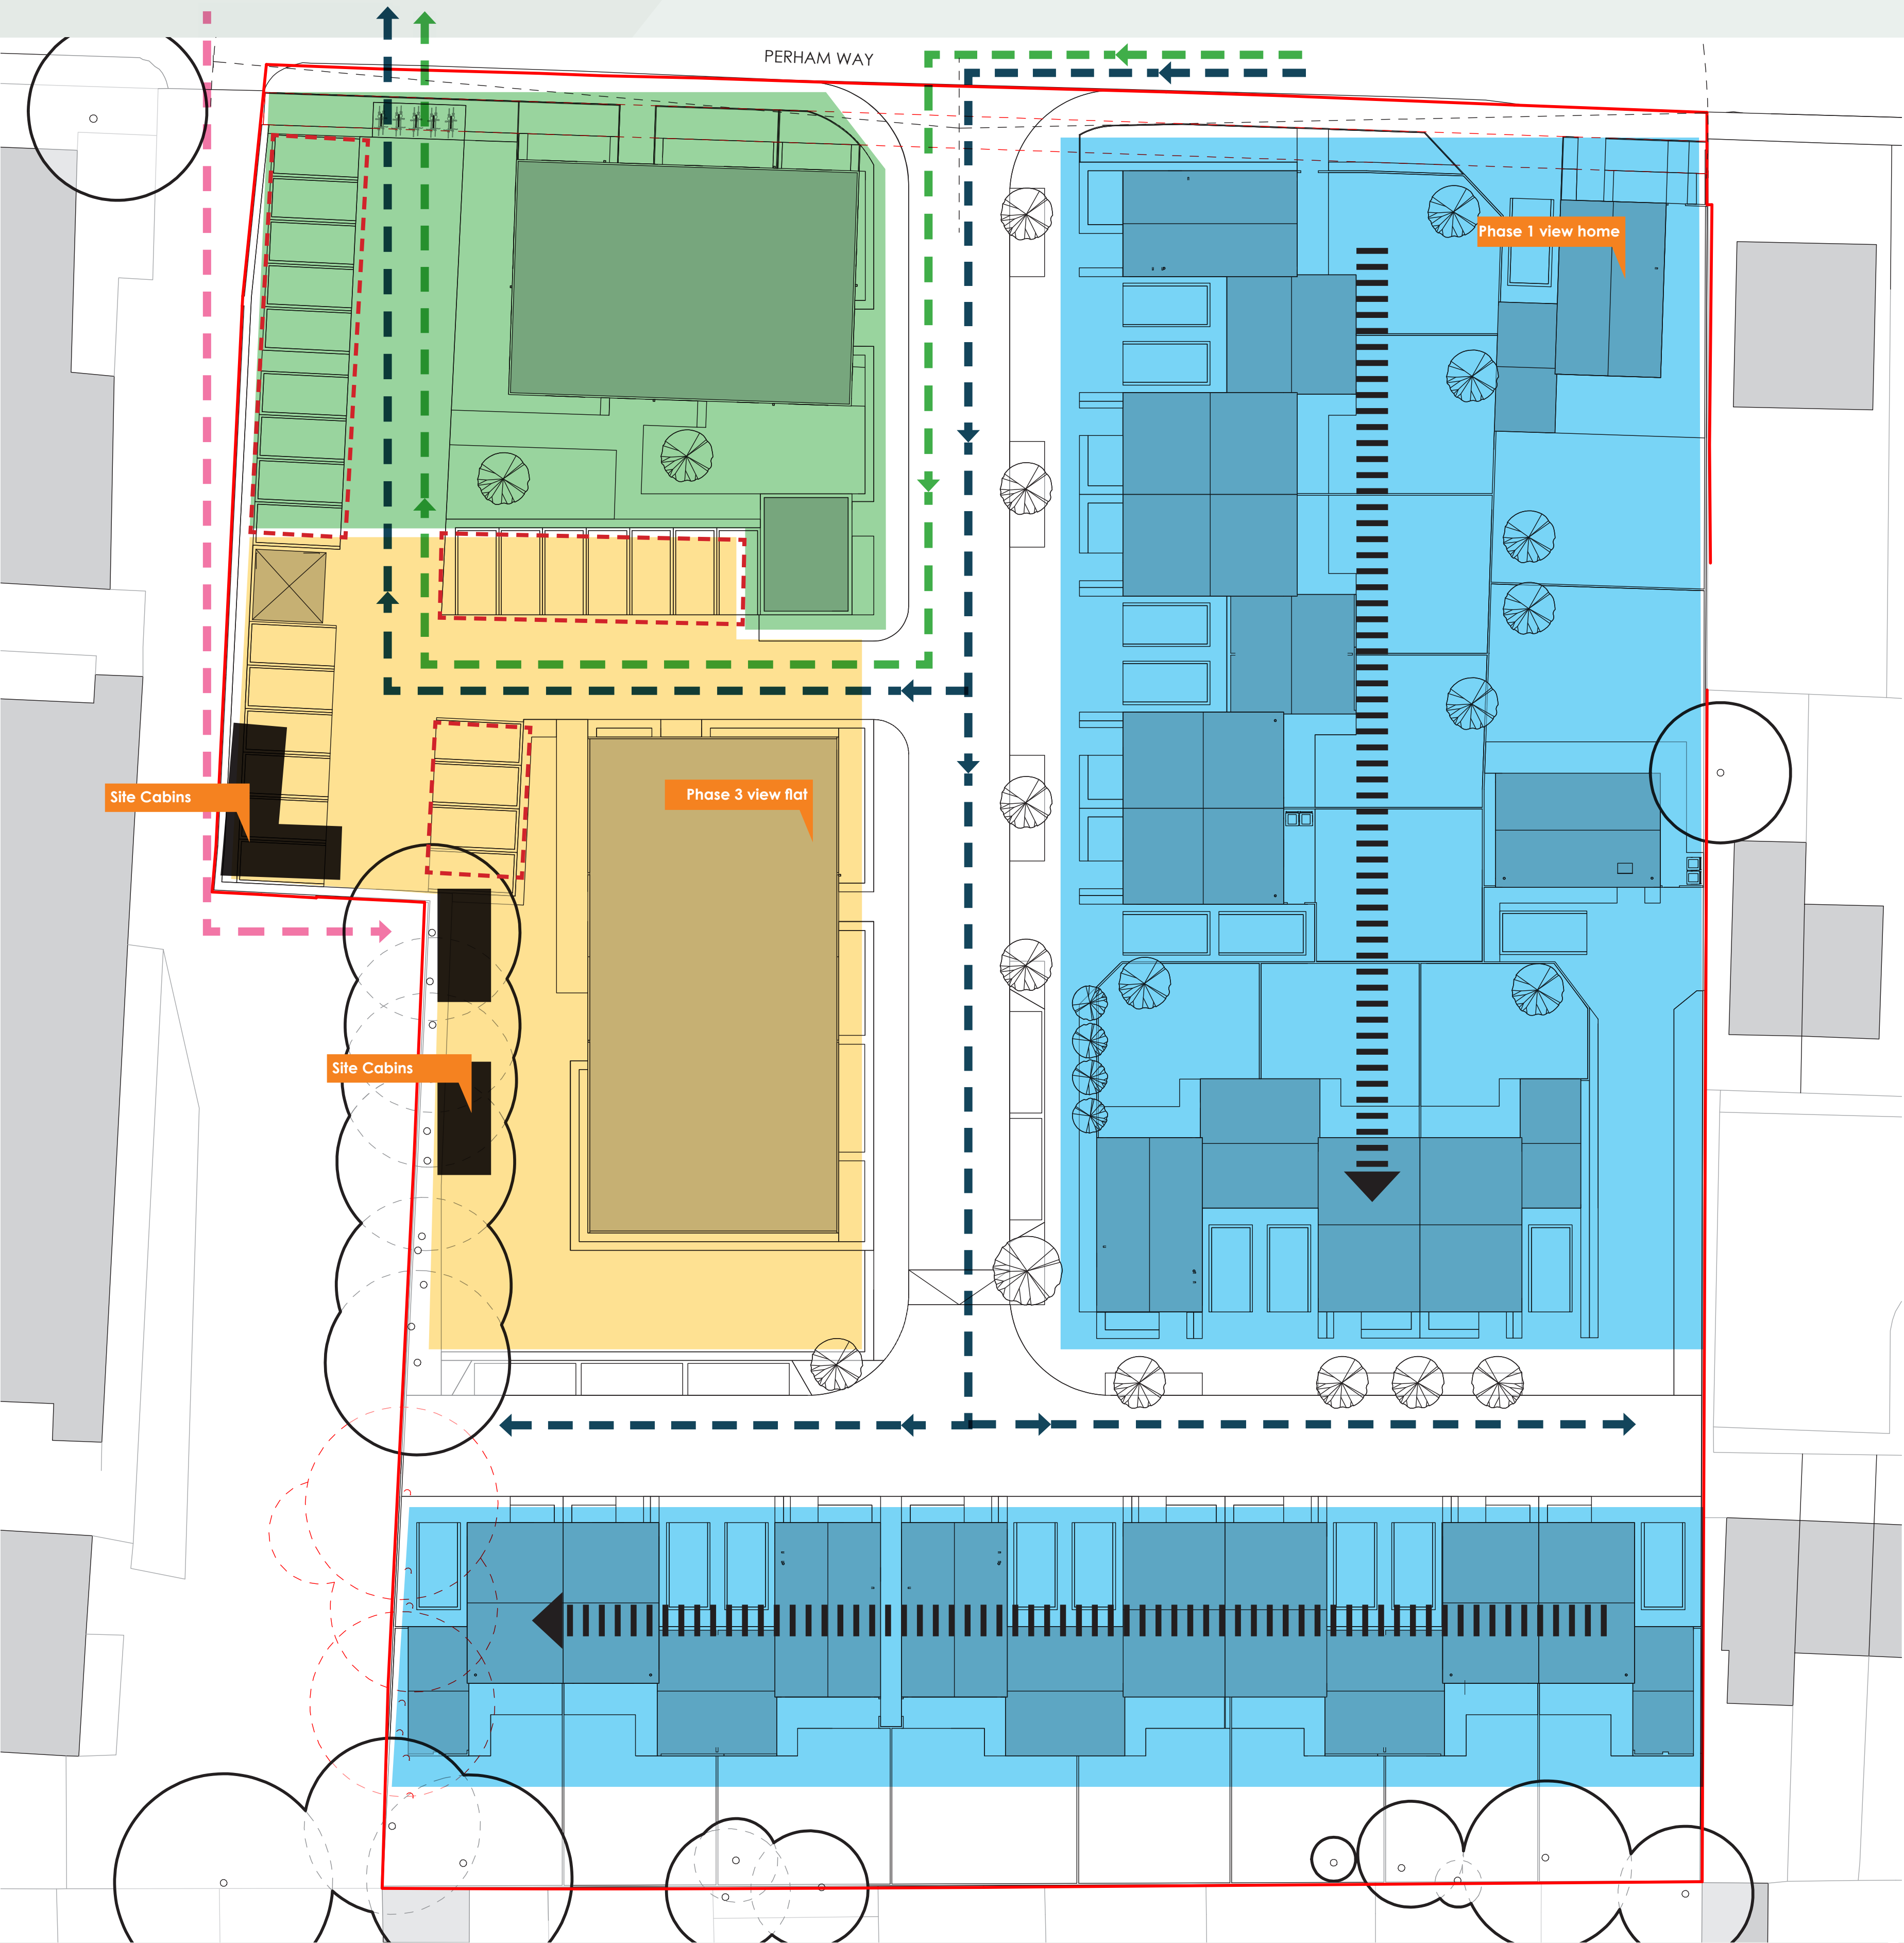 PERHAM WAY
Phase 1 view home
Site Cabins
Phase 3 view flat
Site Cabins